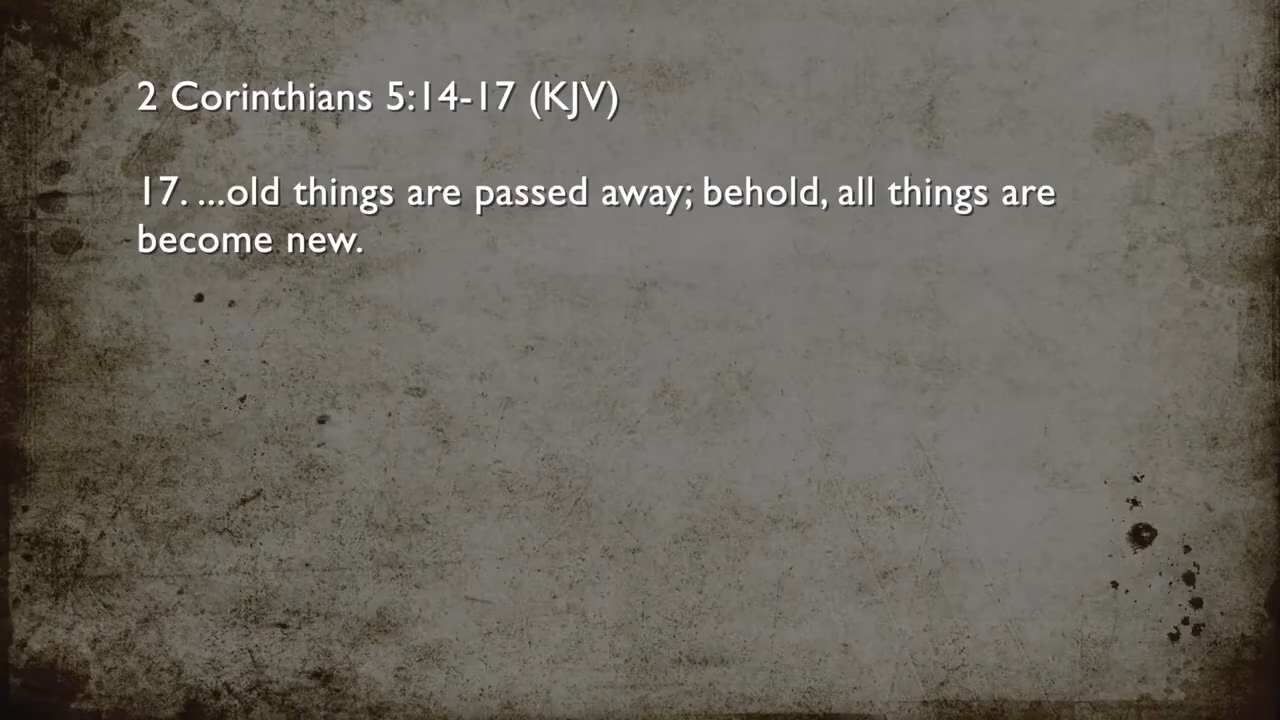 2 Corinthians 5:14-17 (KJV)
17. ...old things are passed away; behold, all things are
become new.